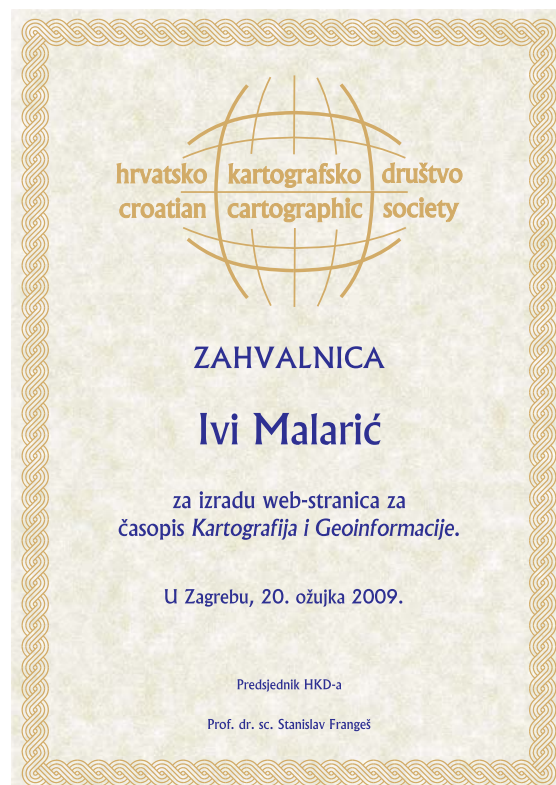 hrvatsko kartografsko društvo
croatian cartographic society
ZAHVALNICA
Ivi Malarić
za izradu web-stranica za
časopis Kartografija i Geoinformacije.
U Zagrebu, 20. ožujka 2009.
Predsjednik HKD-a
Prof. dr. sc. Stanislav Frangeš